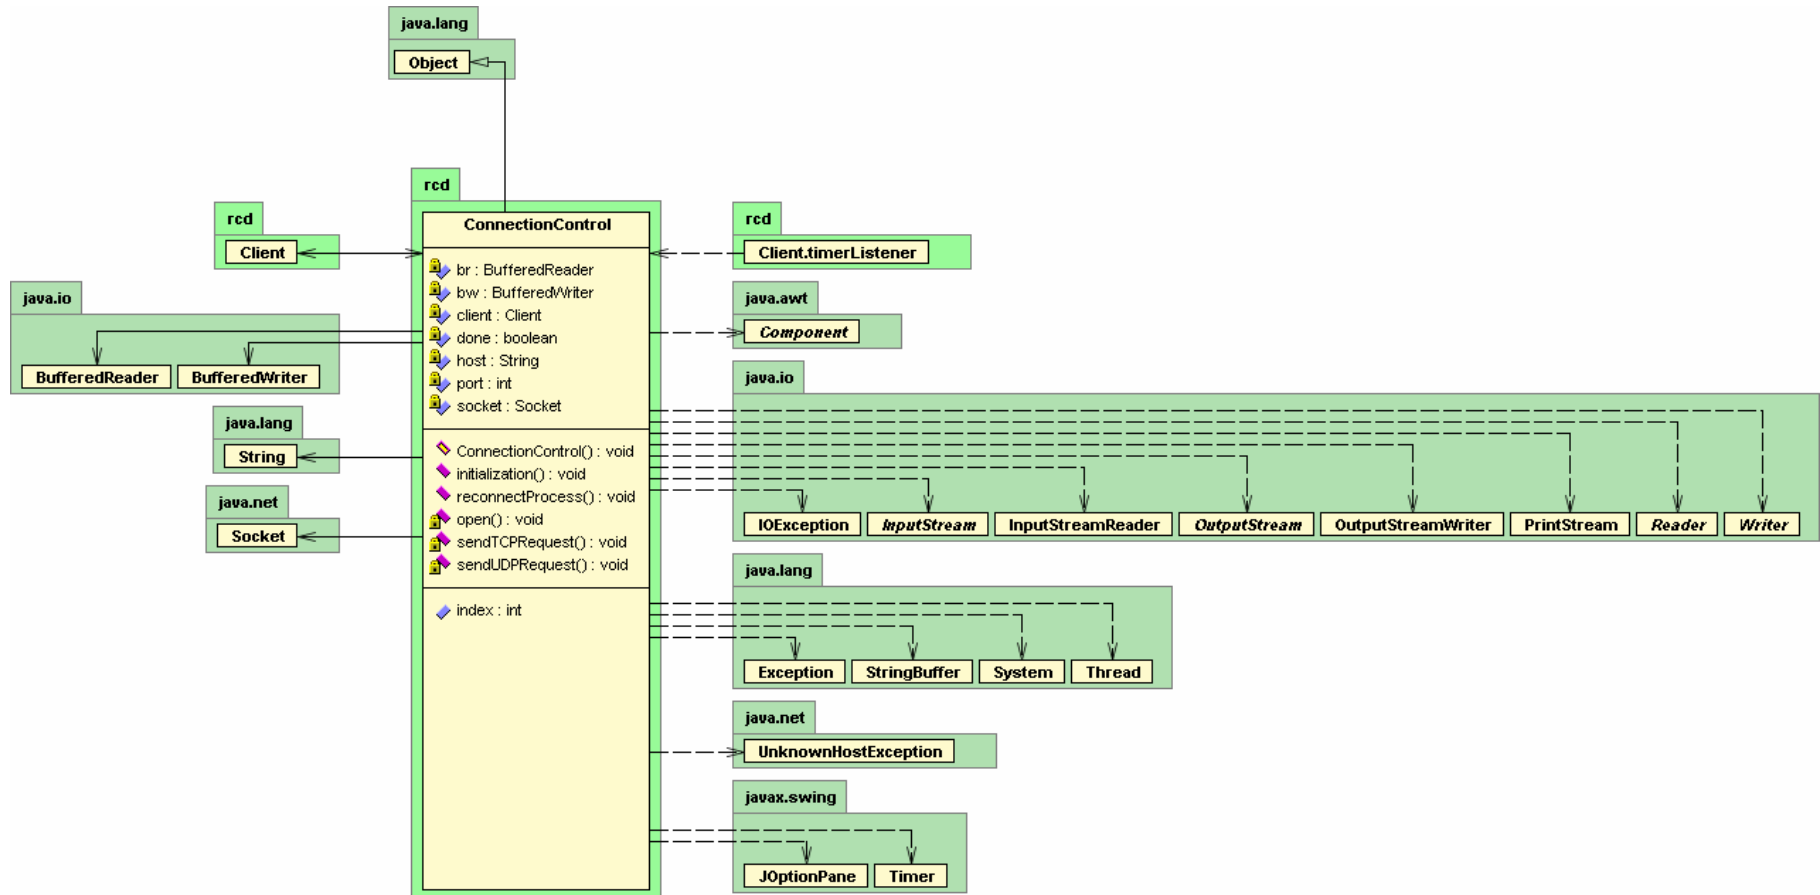 java.lang
Object
rcd
ConnectionControl
br : BufferedReader
bw : BufferedWriter
client : Client
done : boolean
host : String
port : int
socket : Socket
ConnectionControl() : void
initialization() : void
reconnectProcess() : void
open() : void
sendTCPRequest() : void
sendUDPRequest() : void
index : int
rcd
Client
java.io
BufferedReader BufferedWriter
java.lang
String
java.net
Socket
rcd
Client.timerListener
java.awt
Component
java.io
IOException InputStream InputStreamReader OutputStream OutputStreamWriter PrintStream Reader Writer
java.lang
Exception StringBuffer System Thread
java.net
UnknownHostException
javax.swing
JOptionPane Timer